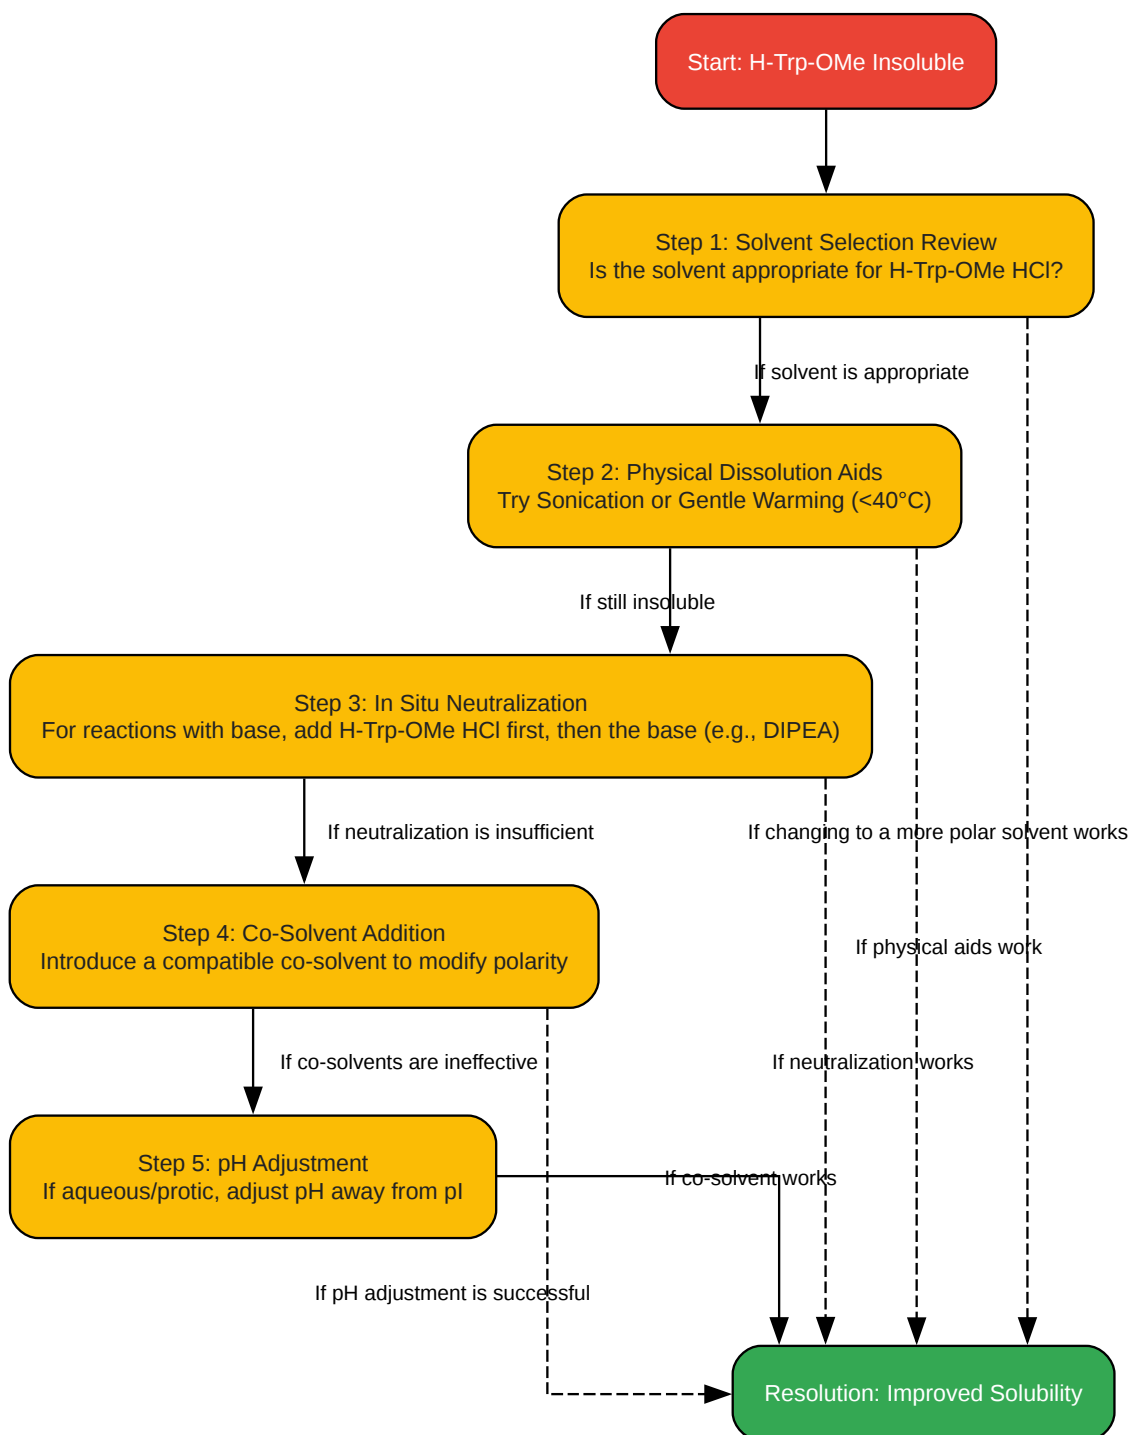 Start: H-Trp-OMe Insoluble
Step 1: Solvent Selection Review
Is the solvent appropriate for H-Trp-OMe HCl?
If solvent is appropriate
Step 2: Physical Dissolution Aids
Try Sonication or Gentle Warming (<40°C)
If still insoluble
Step 3: In Situ Neutralization
For reactions with base, add H-Trp-OMe HCl first, then the base (e.g., DIPEA)
If neutralization is insufficient
If changing to a more polar solvent works
Step 4: Co-Solvent Addition
Introduce a compatible co-solvent to modify polarity
If physical aids work
If co-solvents are ineffective
If neutralization works
Step 5: pH Adjustment
If aqueous/protic, adjust pH away from pI
If co-solvent works
If pH adjustment is successful
Resolution: Improved Solubility